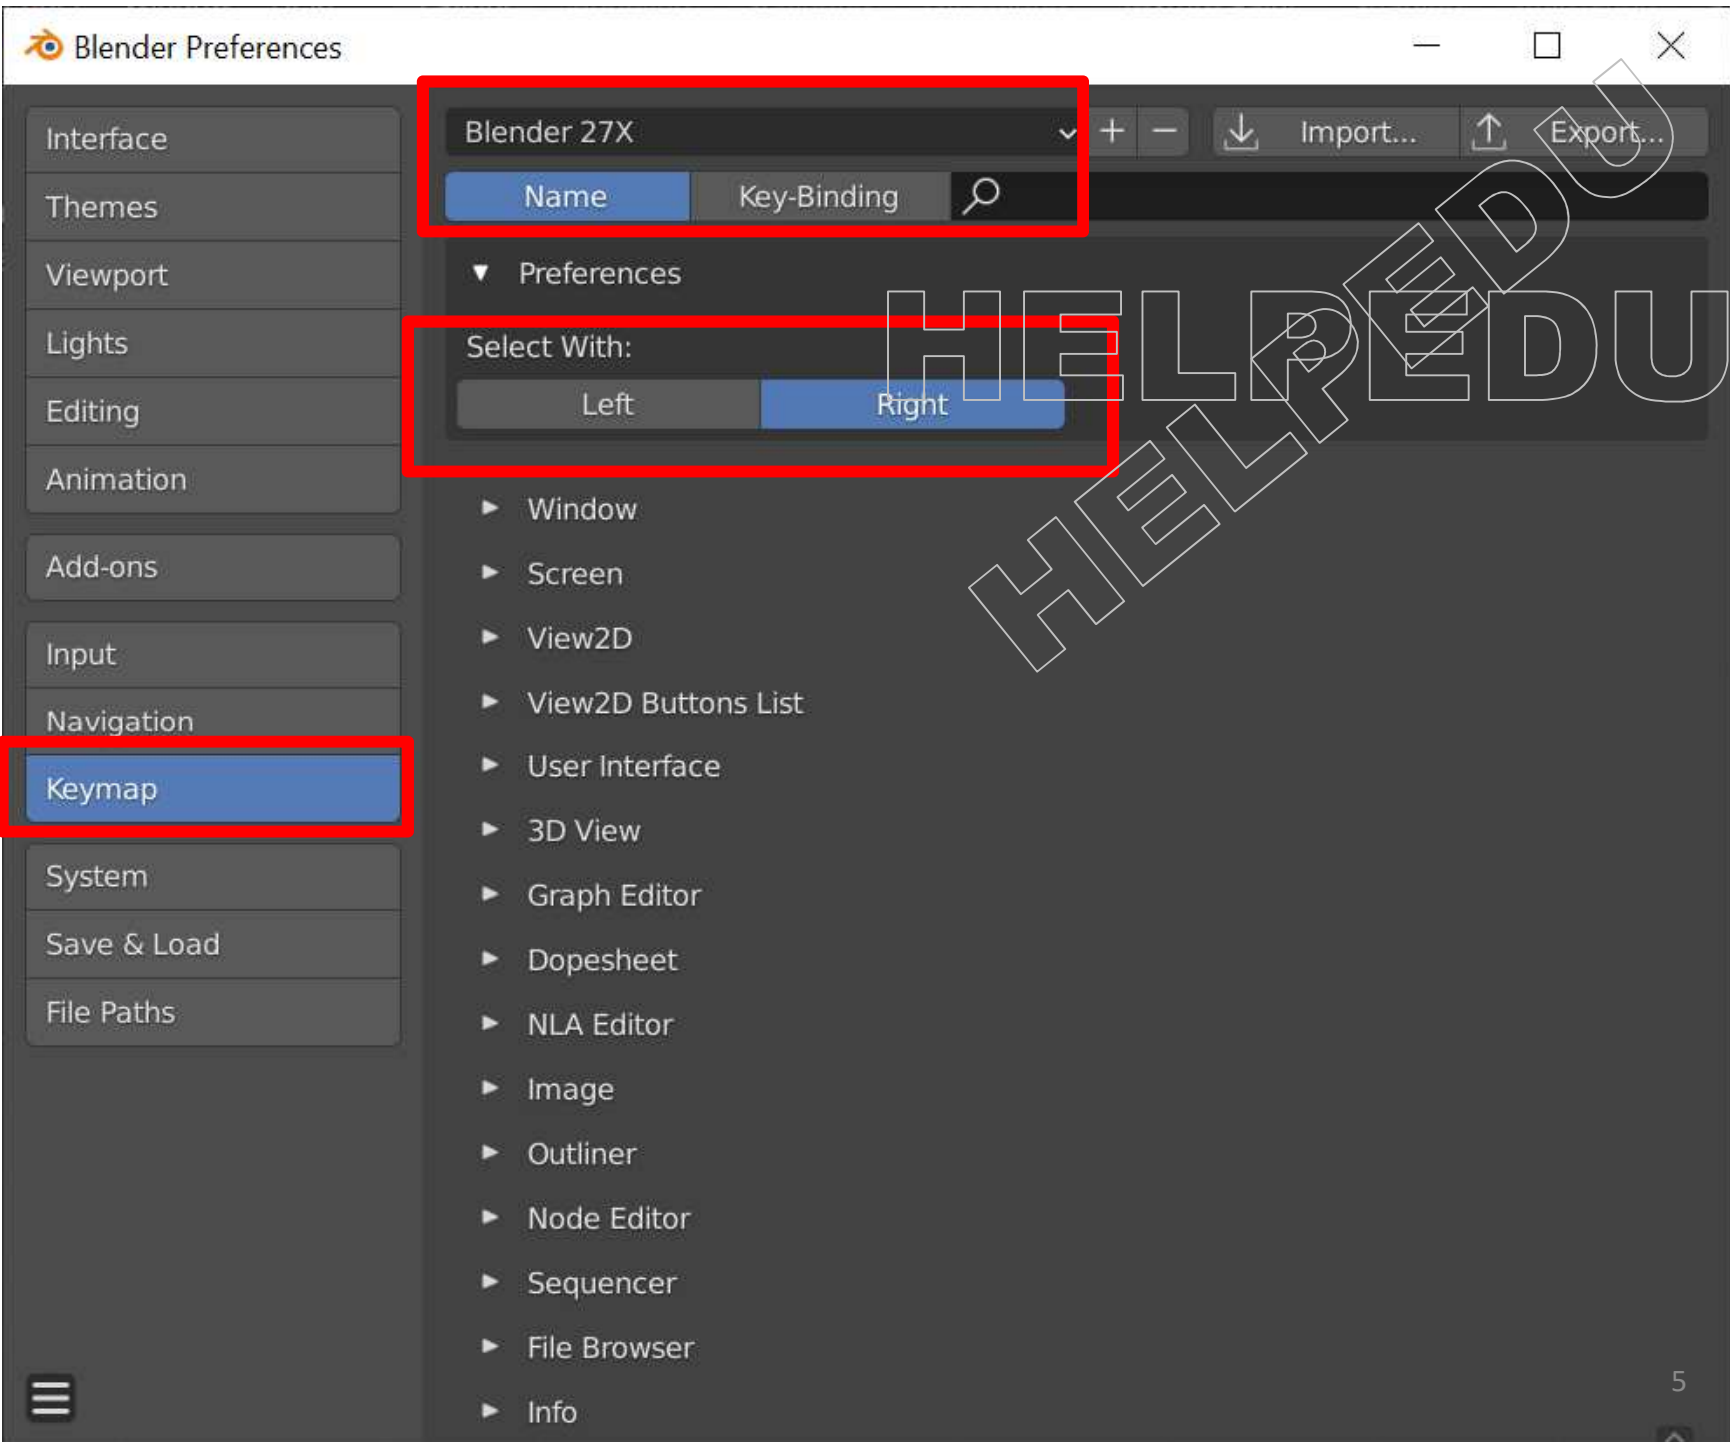 Blender Preferences
Interface
Themes
Viewport
Lights
Editing
Animation
Add-ons
Input
Navigation
Keymap
System
Save & Load
File Paths
Blender 27X
Import...
Export...
Name
Key-Binding
Preferences
Select With:
Left
Right
Window
Screen
View2D
View2D Buttons List
User Interface
3D View
Graph Editor
Dopesheet
NLA Editor
Image
Outliner
Node Editor
Sequencer
File Browser
Info
HELPEDU
HELPEDU
5